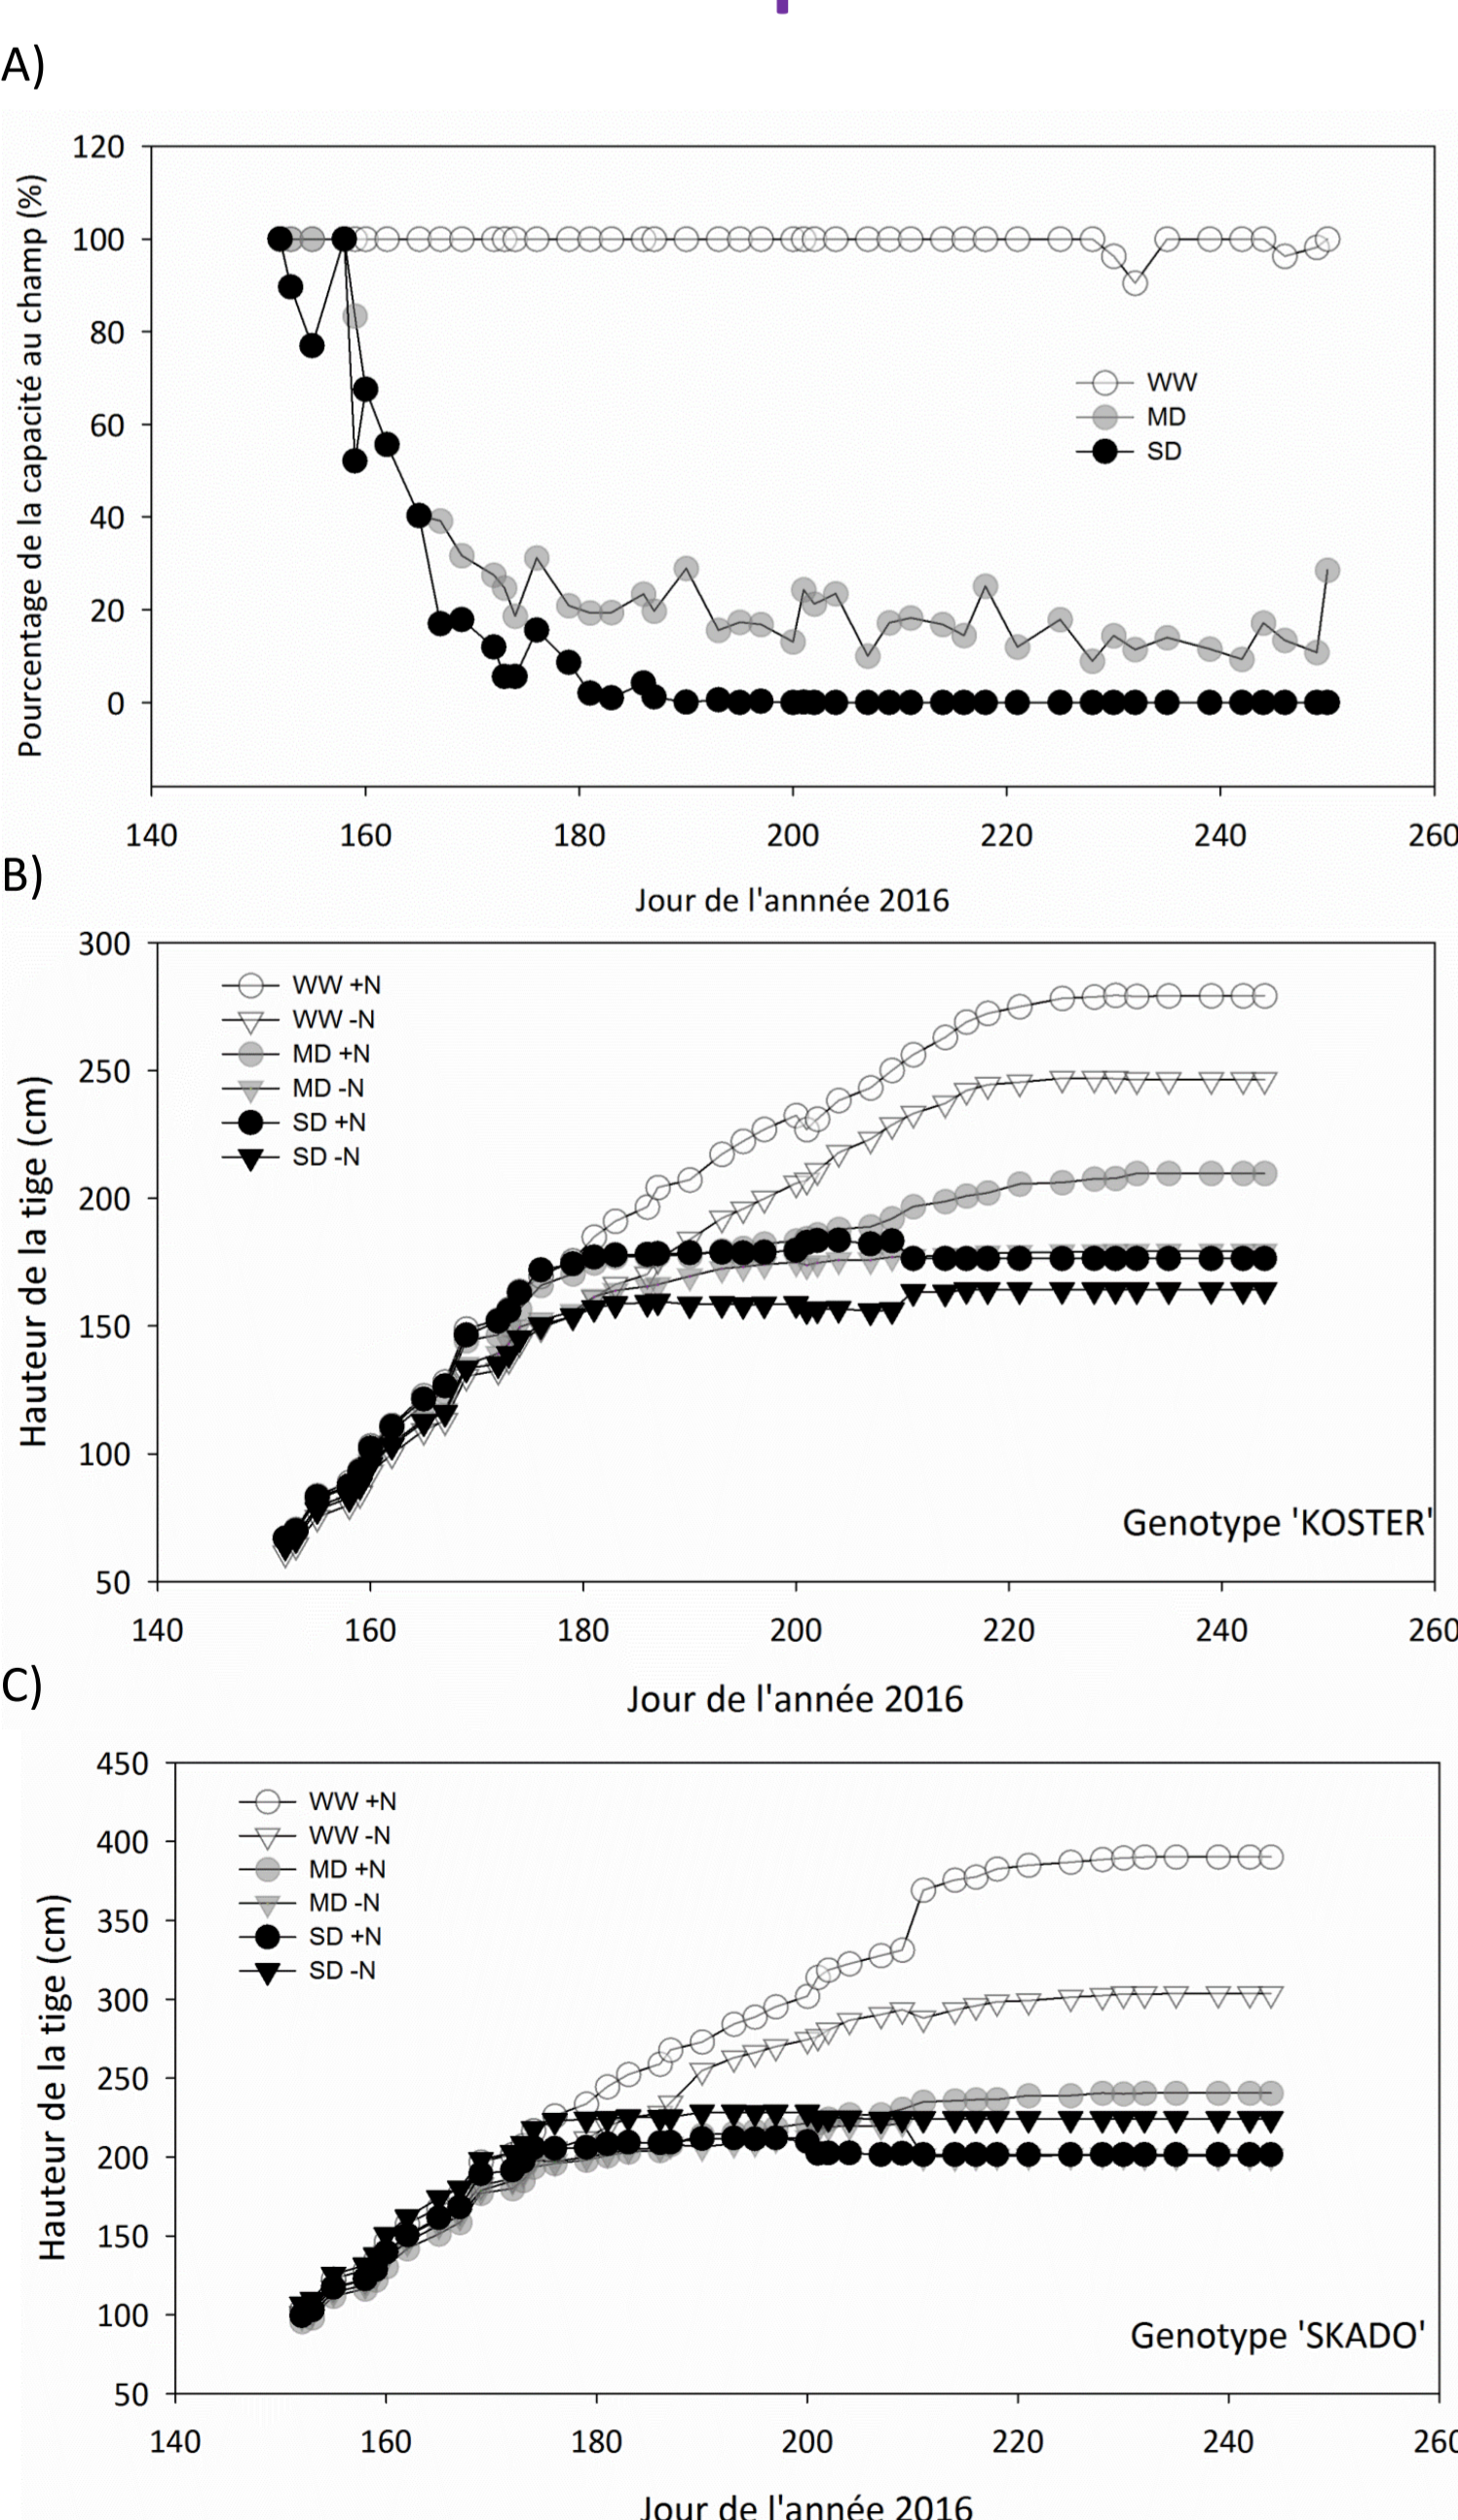 A)
Pourcentage de la capacité au champ (%)
120
100
80
60
40
20
0
WW
MD
SD
140 160 180 200 220 240 260
Jour de l'annnée 2016
B)
Hauteur de la tige (cm)
300
250
200
150
100
50
WW +N
WW -N
MD +N
MD -N
SD +N
SD -N
Genotype 'KOSTER'
140 160 180 200 220 240 260
Jour de l'année 2016
C)
Hauteur de la tige (cm)
450
400
350
300
250
200
150
100
50
WW +N
WW -N
MD +N
MD -N
SD +N
SD -N
Genotype 'SKADO'
140 160 180 200 220 240 260
Jour de l'année 2016